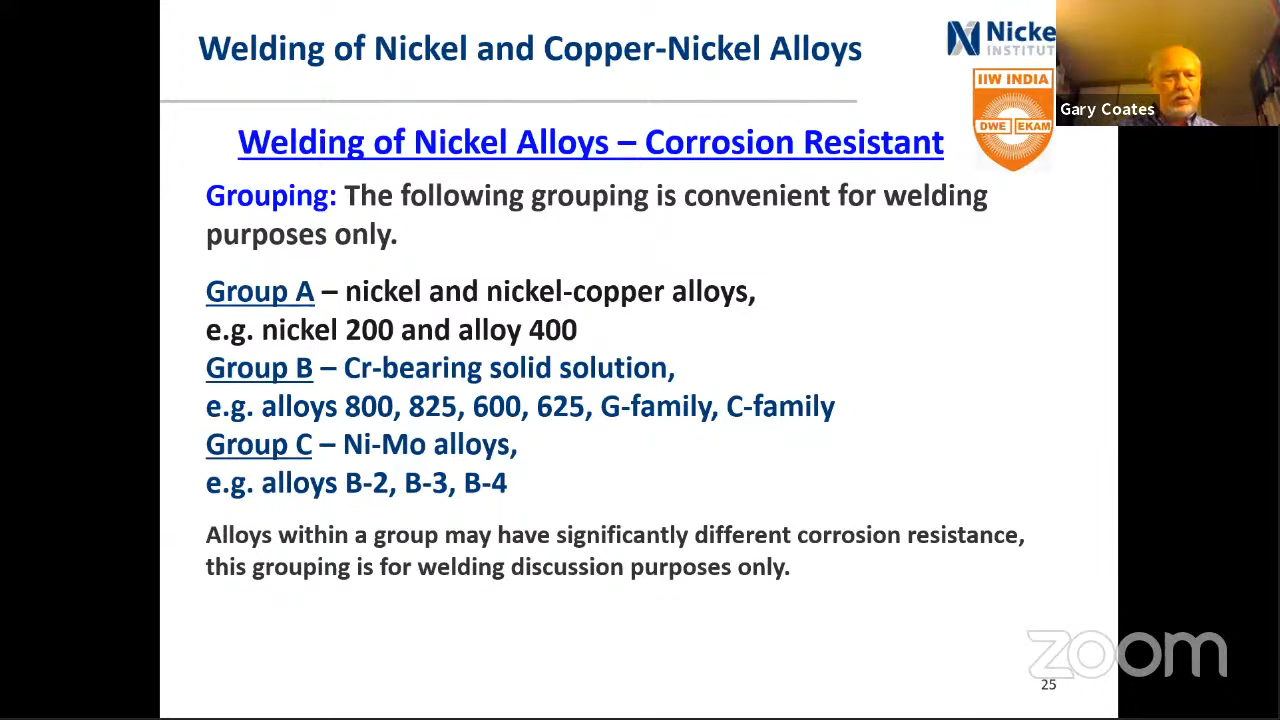 Welding of Nickel and Copper-Nickel Alloys
Nicke
INSTITUT
IIW INDIA
DWE EKAM
Gary Coates
Welding of Nickel Alloys – Corrosion Resistant
Grouping: The following grouping is convenient for welding
purposes only.
Group A – nickel and nickel-copper alloys,
e.g. nickel 200 and alloy 400
Group B – Cr-bearing solid solution,
e.g. alloys 800, 825, 600, 625, G-family, C-family
Group C – Ni-Mo alloys,
e.g. alloys B-2, B-3, B-4
Alloys within a group may have significantly different corrosion resistance,
this grouping is for welding discussion purposes only.
zoom
25